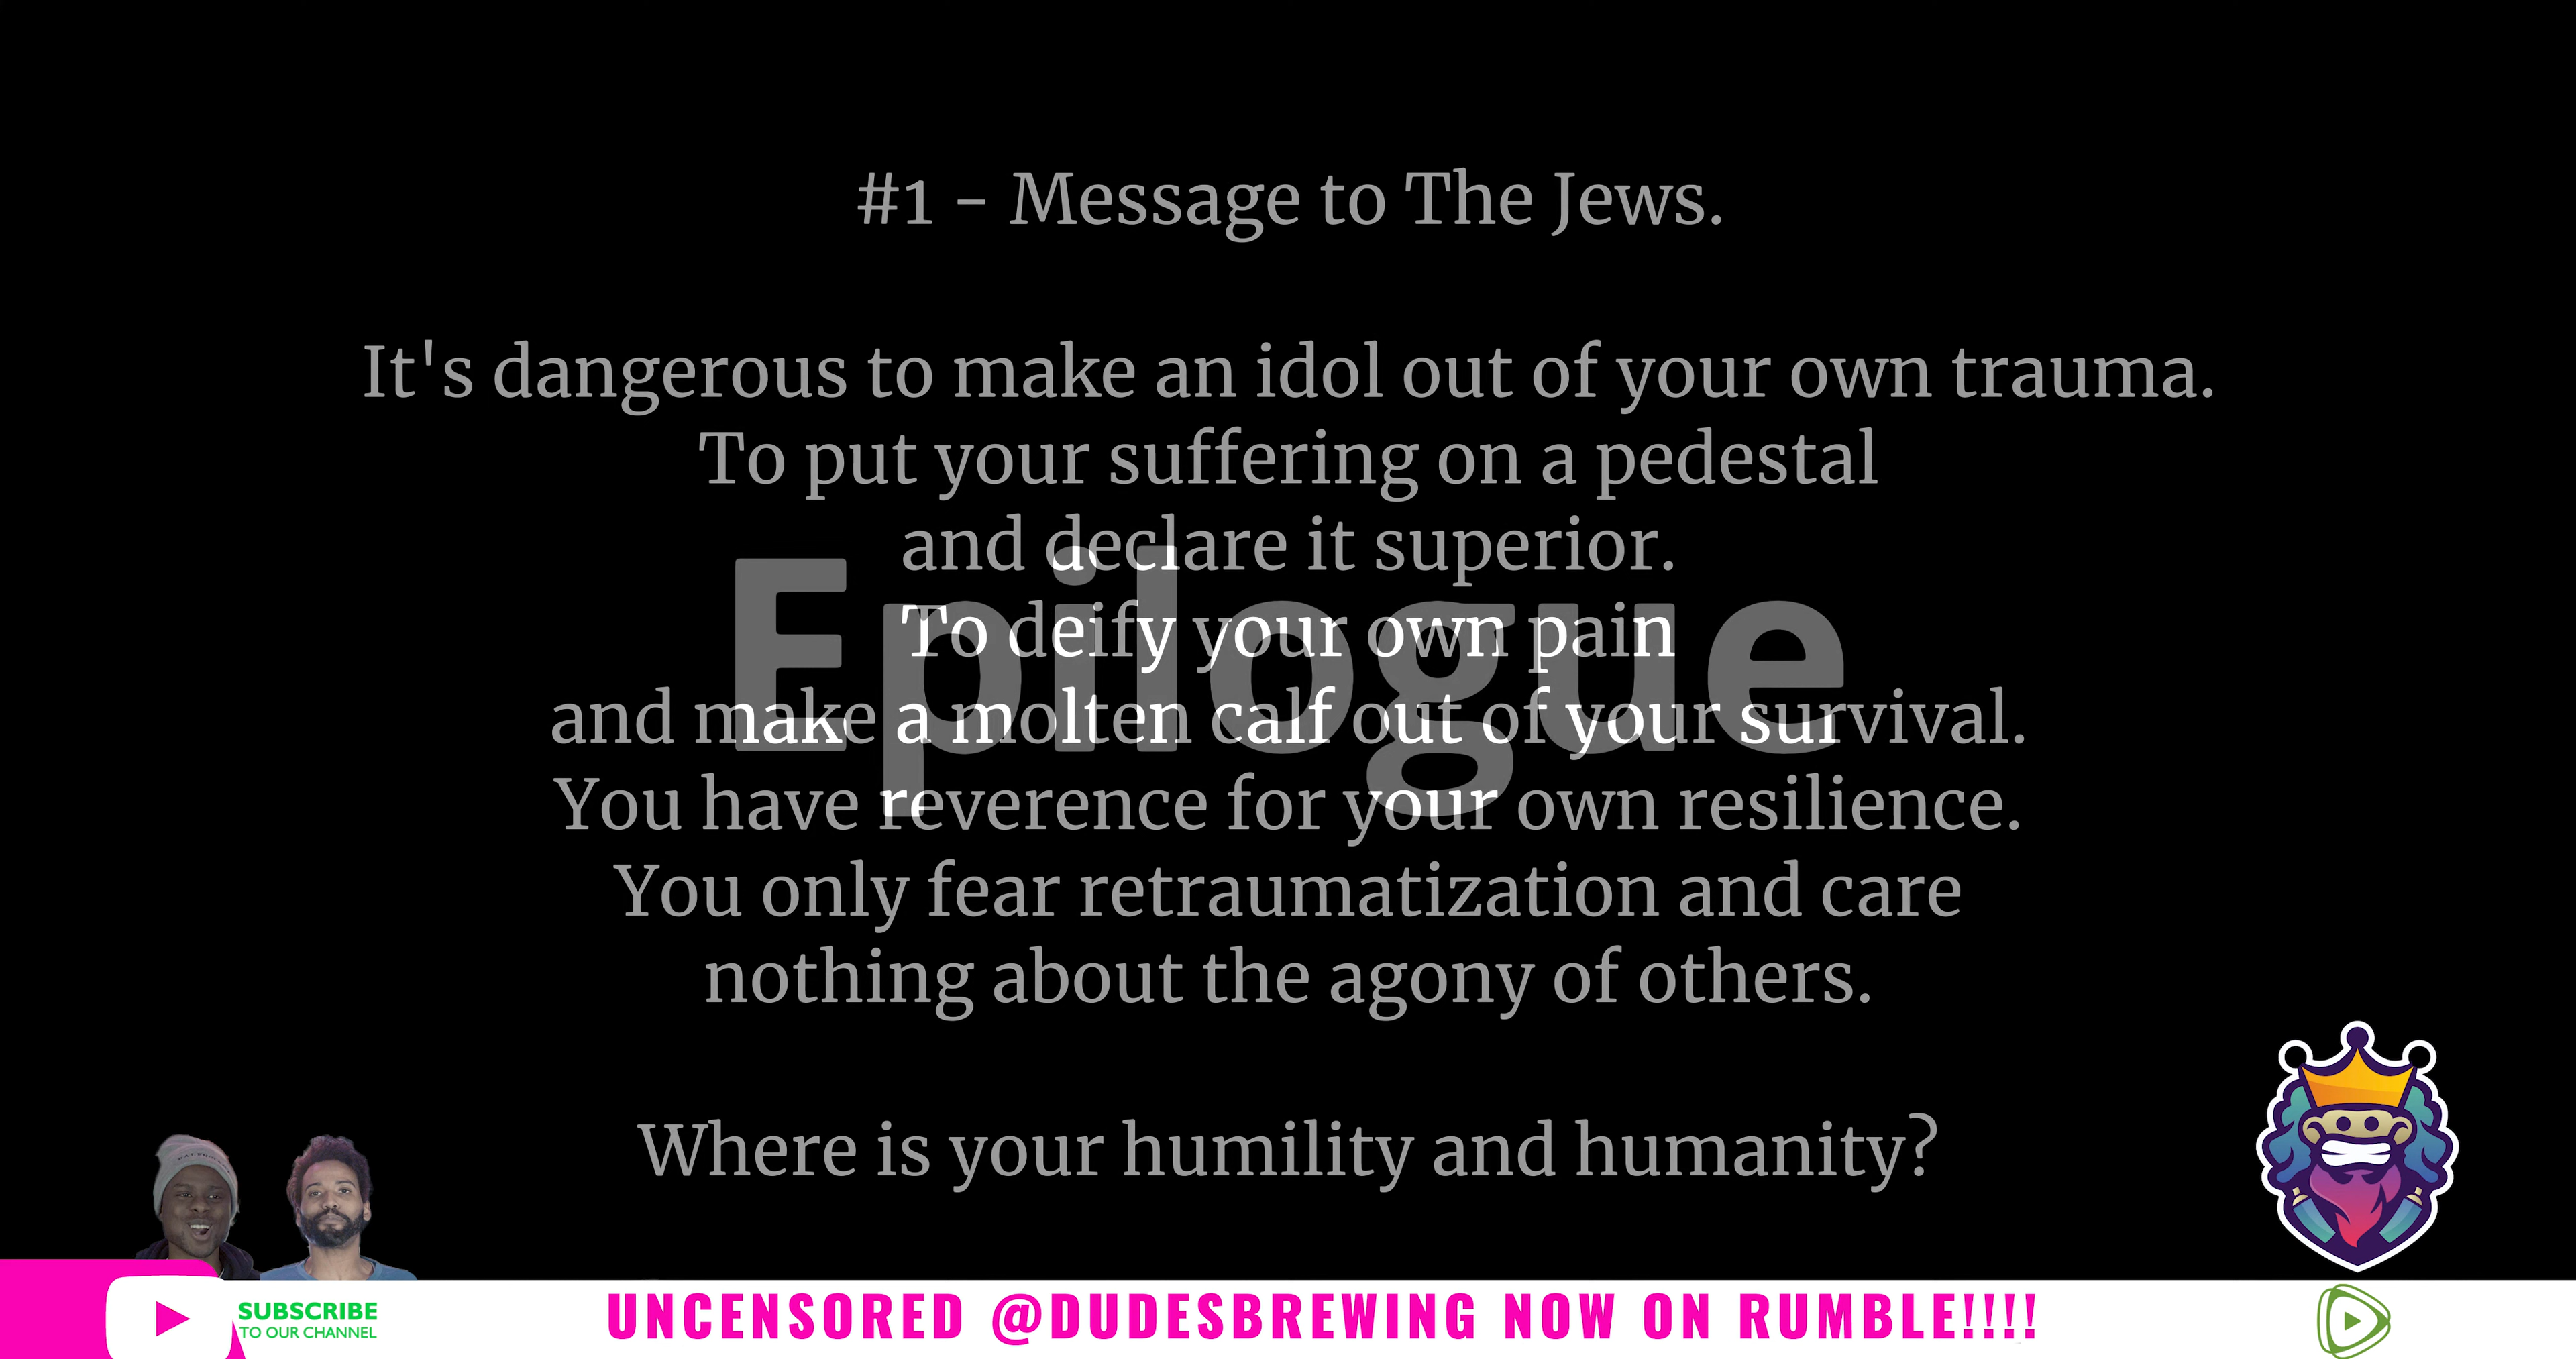 #1 - Message to The Jews.
It's dangerous to make an idol out of your own trauma.
To put your suffering on a pedestal
and declare it superior.
Epilogue
To deify your own pain
and make a molten calf out of your survival.
You have reverence for your own resilience.
You only fear retraumatization and care
nothing about the agony of others.
Where is your humility and humanity?
SUBSCRIBE
TO OUR CHANNEL
UNCENSORED @DUDESBREWING NOW ON RUMBLE!!!!